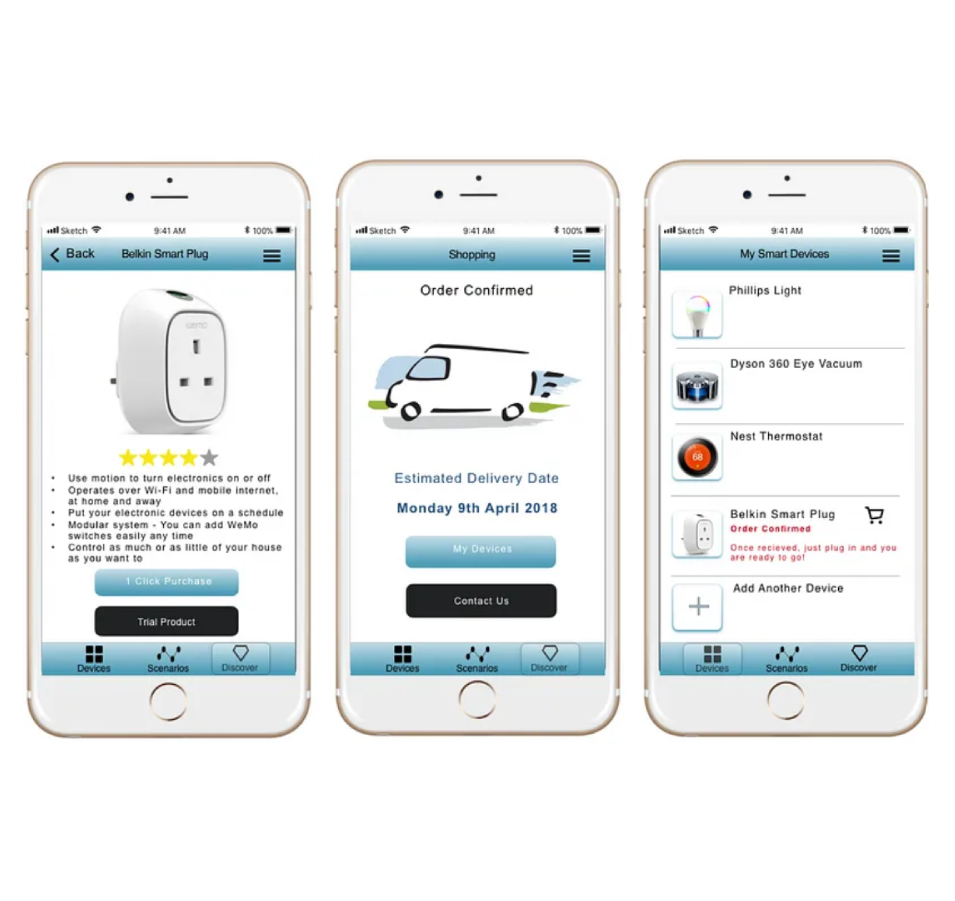 Sketch 9:41 AM 100%
Back Belkin Smart Plug
wemo
Use motion to turn electronics on or off
Operates over Wi-Fi and mobile internet,
at home and away
Put your electronic devices on a schedule
Modular system - You can add WeMo
switches easily any time
Control as much or as little of your house
as you want to
1 Click Purchase
Trial Product
Devices Scenarios Discover
Sketch 9:41 AM 100%
Shopping
Order Confirmed
Estimated Delivery Date
Monday 9th April 2018
My Devices
Contact Us
Devices Scenarios Discover
Sketch 9:41 AM 100%
My Smart Devices
Phillips Light
Dyson 360 Eye Vacuum
Nest Thermostat
68
Belkin Smart Plug
Order Confirmed
Once recieved, just plug in and you
are ready to go!
Add Another Device
Devices Scenarios Discover